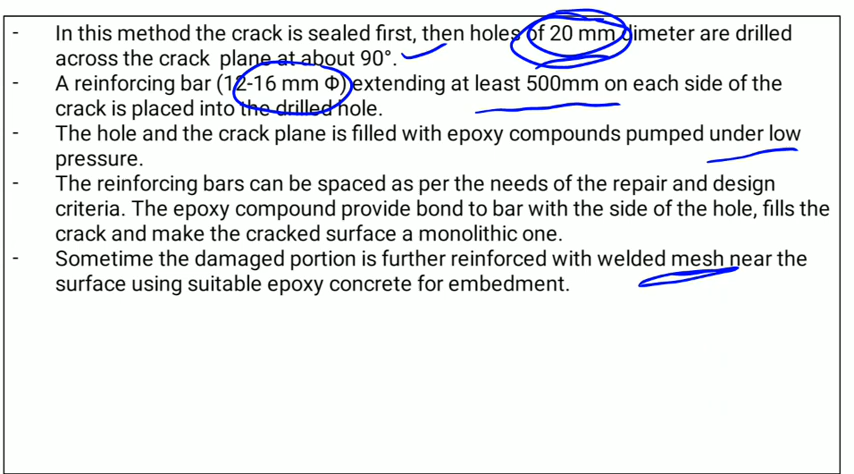 - In this method the crack is sealed first, then holes of 20 mm dimeter are drilled
across the crack plane at about 90°.
- A reinforcing bar (12-16 mm Φ) extending at least 500mm on each side of the
crack is placed into the drilled hole.
- The hole and the crack plane is filled with epoxy compounds pumped under low
pressure.
- The reinforcing bars can be spaced as per the needs of the repair and design
criteria. The epoxy compound provide bond to bar with the side of the hole, fills the
crack and make the cracked surface a monolithic one.
- Sometime the damaged portion is further reinforced with welded mesh near the
surface using suitable epoxy concrete for embedment.